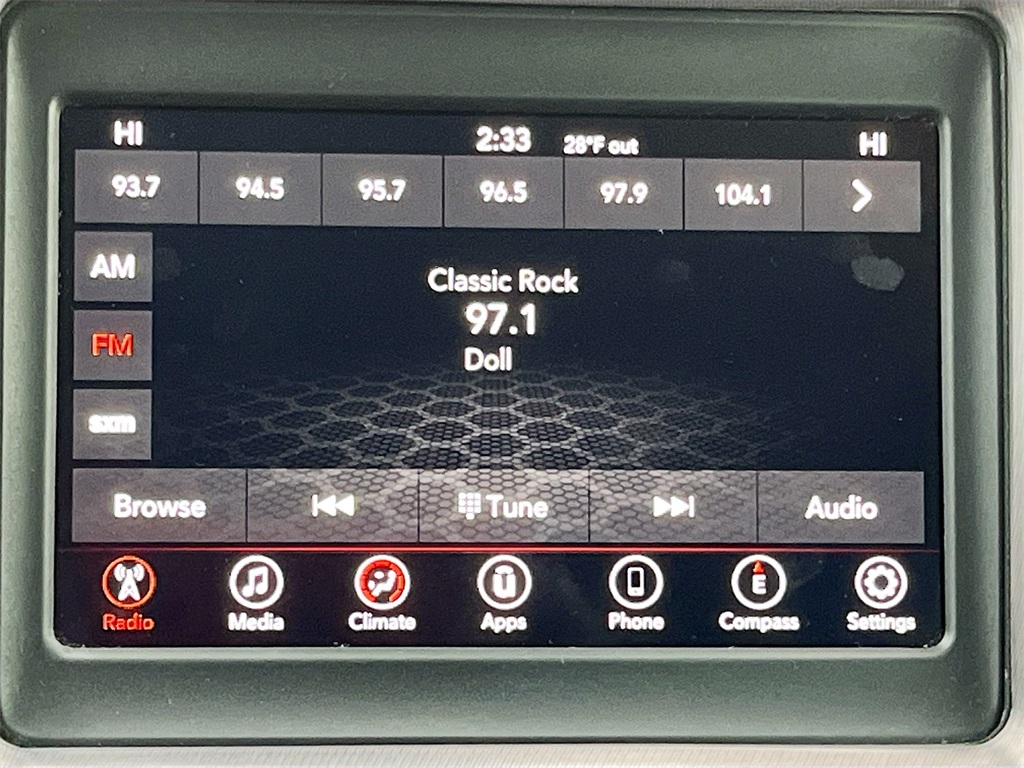 HI 2:33 28°F out HI
93.7 94.5 95.7 96.5 97.9 104.1
AM
Classic Rock
97.1
FM
Doll
sxm
Browse Tune Audio
E
Radio Media Climate Apps Phone Compass Settings